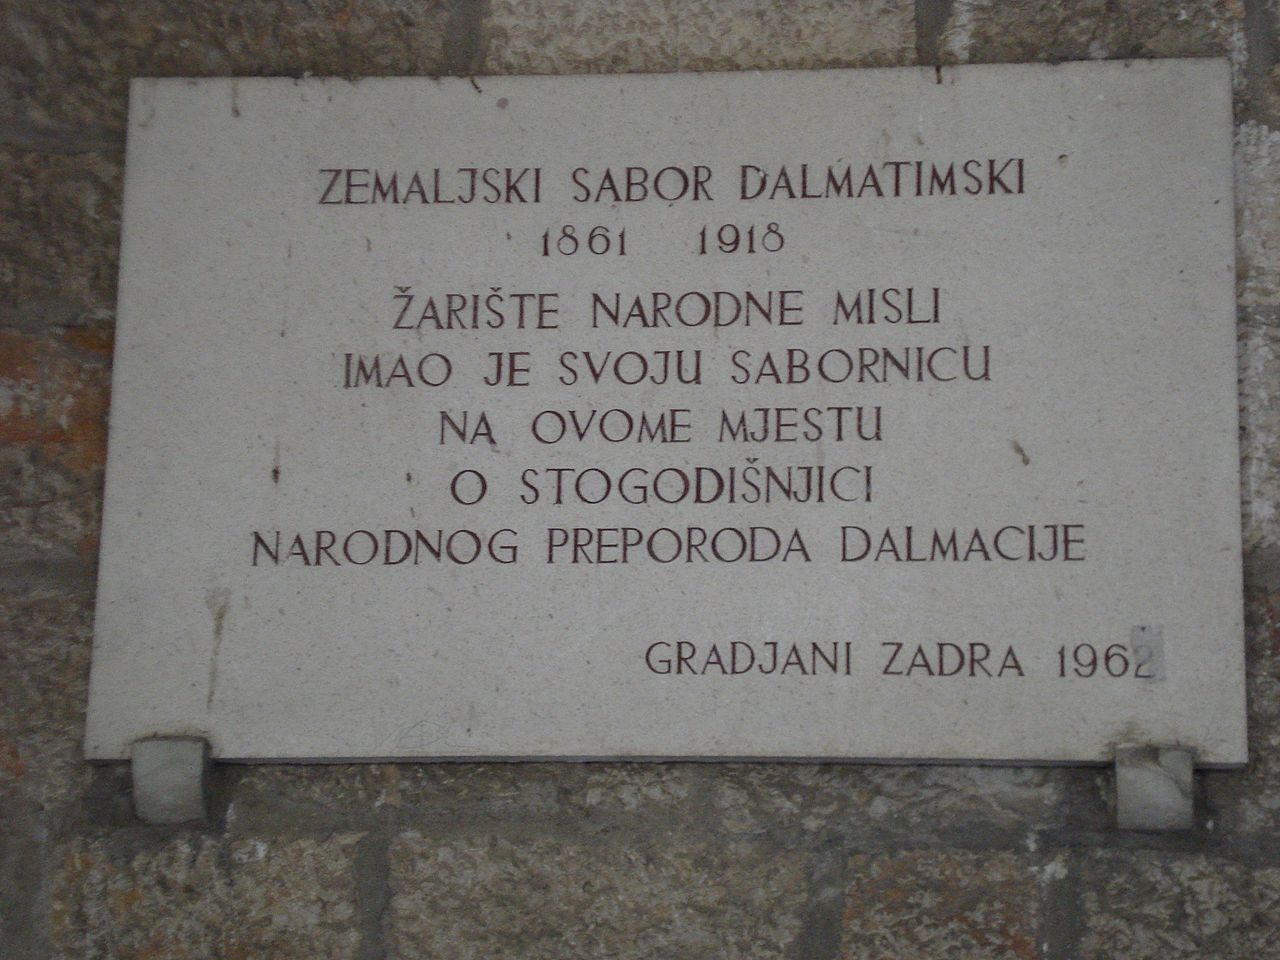 ZEMALJSKI SABOR DALMATIMSKI
1861 1918
ŽARIŠTE NARODNE MISLI
IMAO JE SVOJU SABORNICU
NA OVOME MJESTU
O STOGODIŠNJICI
NARODNOG PREPORODA DALMACIJE
GRADJANI ZADRA 1962